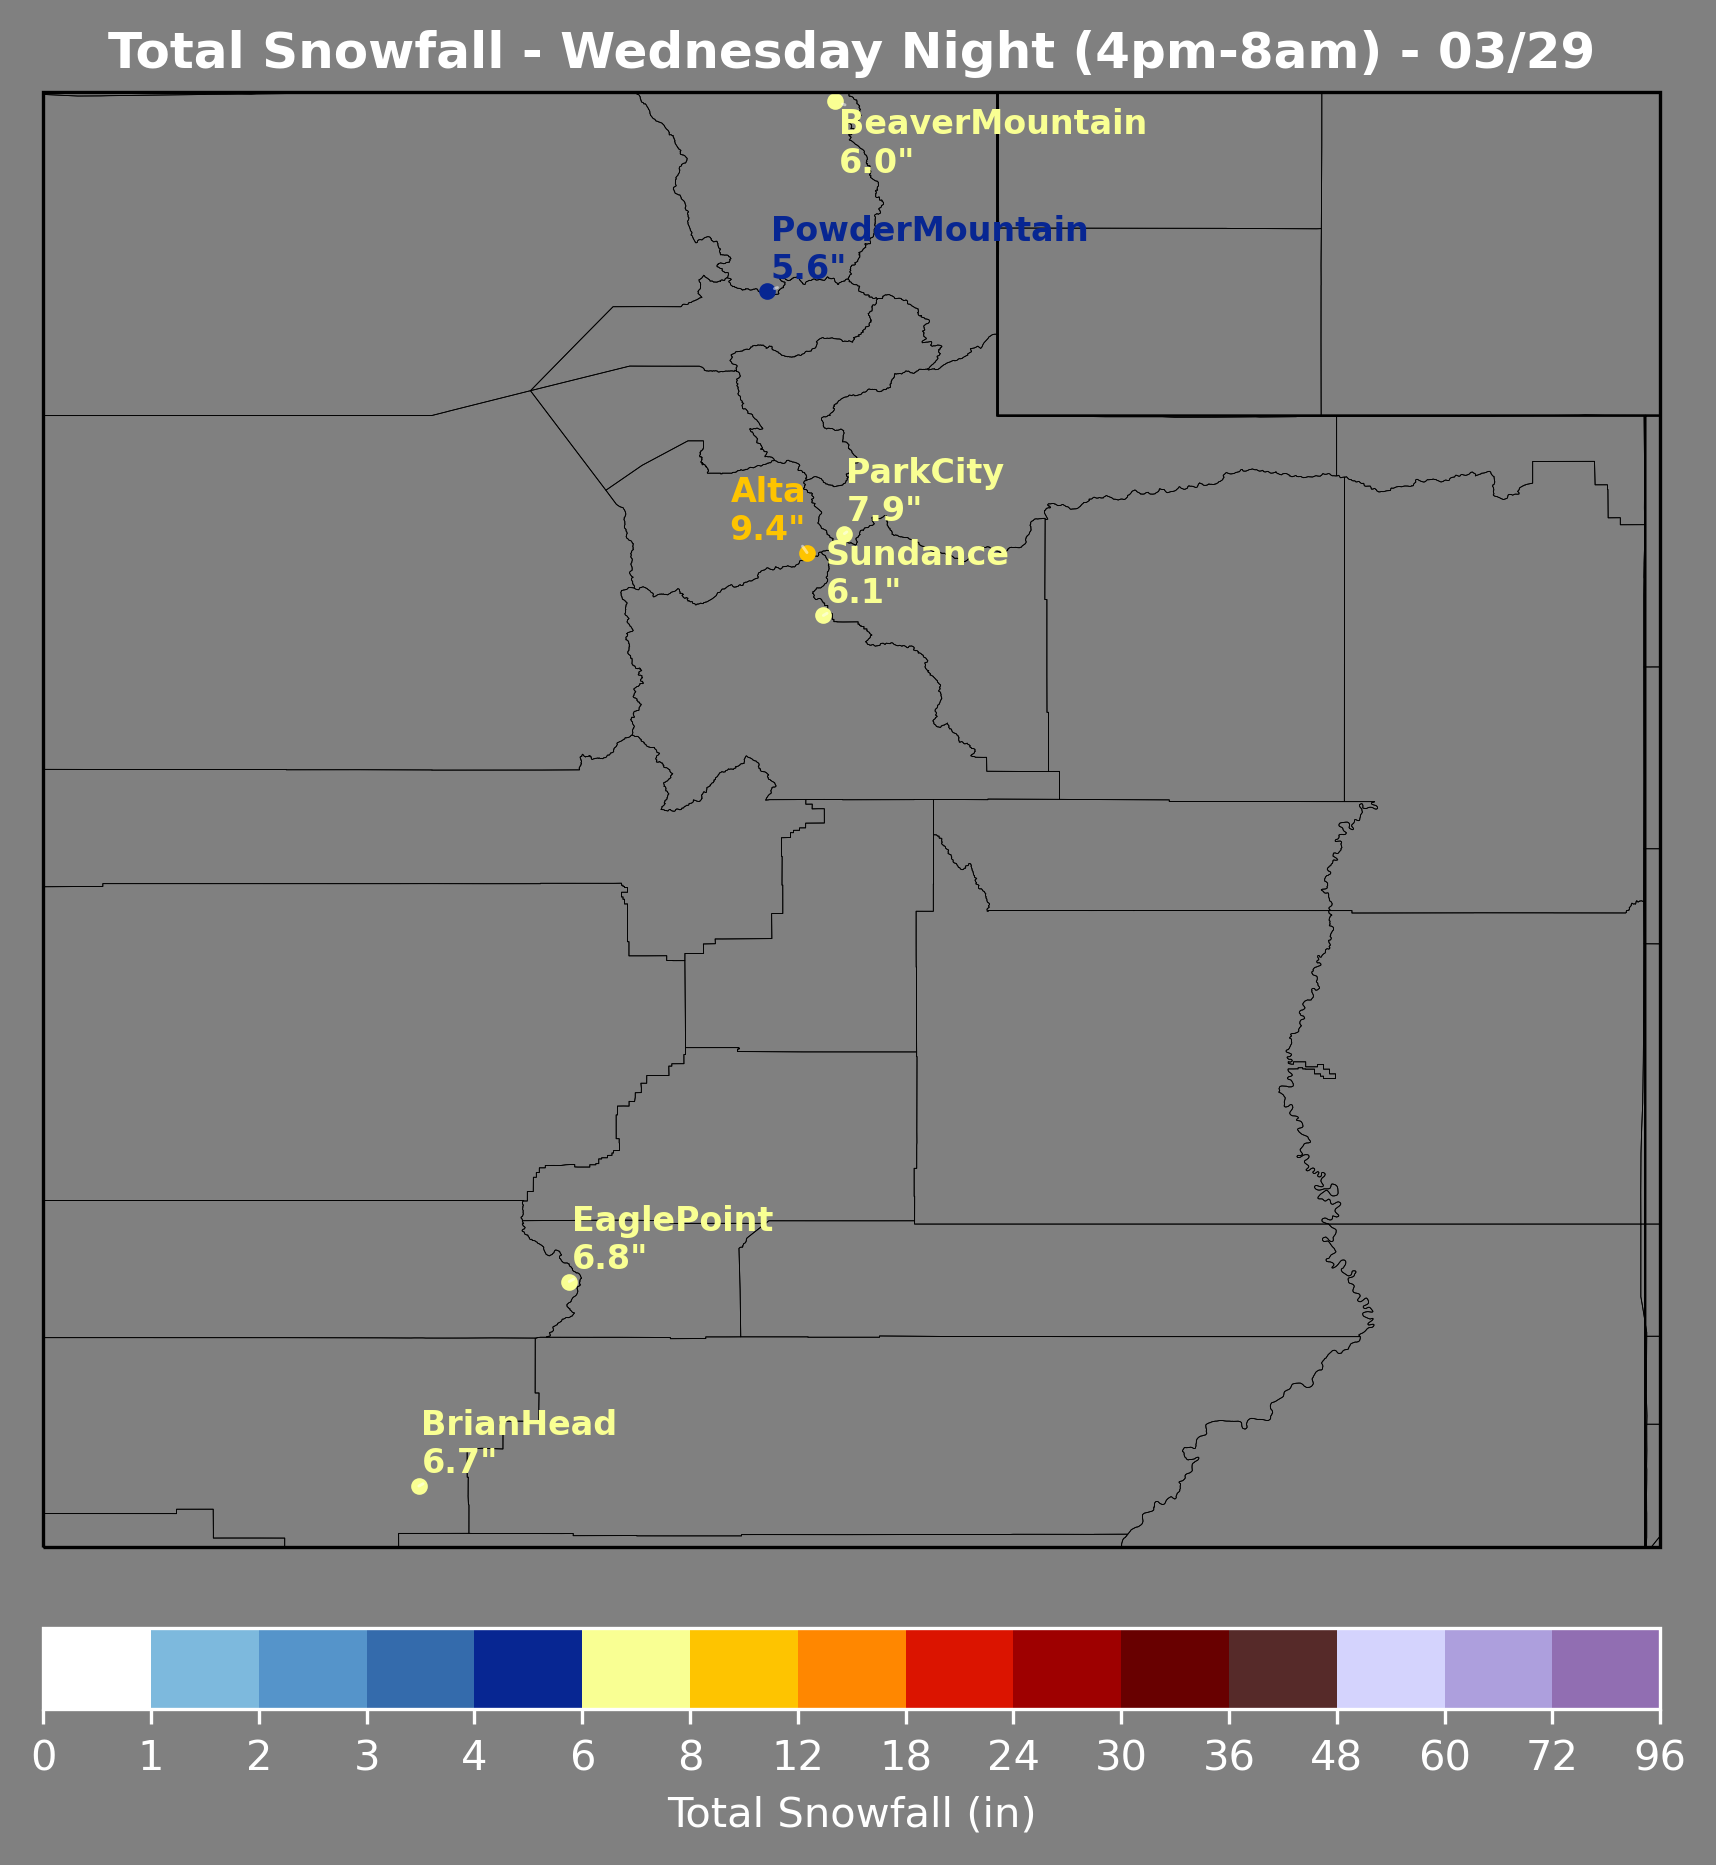 Total Snowfall - Wednesday Night (4pm-8am) - 03/29
BeaverMountain
6.0"
PowderMountain
5.6"
ParkCity
7.9"
Alta
9.4"
Sundance
6.1"
EaglePoint
6.8"
BrianHead
6.7"
0 1 2 3 4 6 8 12 18 24 30 36 48 60 72 96
Total Snowfall (in)